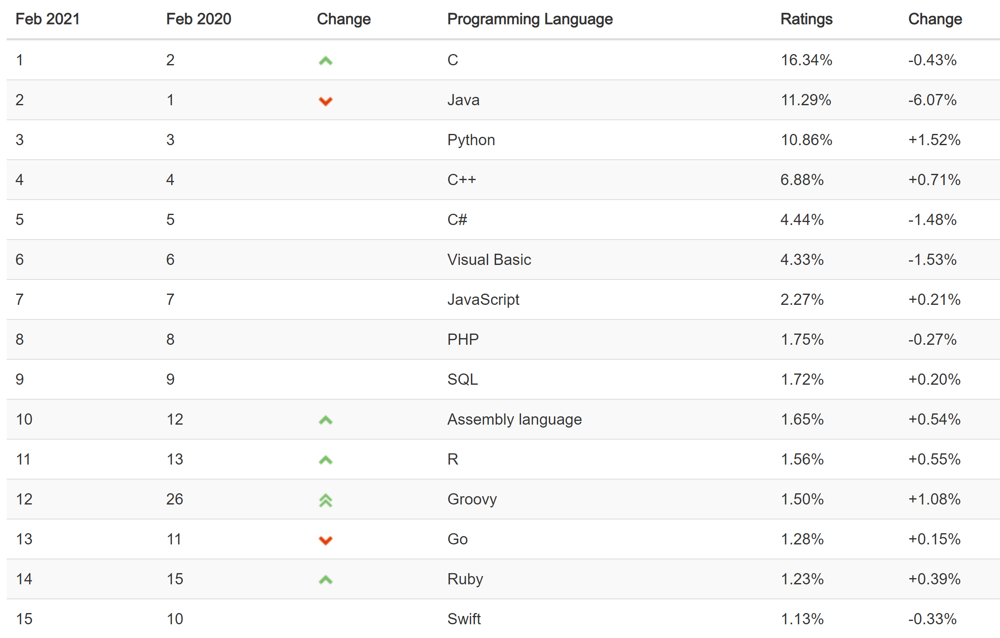 Feb 2021 Feb 2020 Change Programming Language Ratings Change
1 2 C 16.34% -0.43%
2 1 Java 11.29% -6.07%
3 3 Python 10.86% +1.52%
4 4 C++ 6.88% +0.71%
5 5 C# 4.44% -1.48%
6 6 Visual Basic 4.33% -1.53%
7 7 JavaScript 2.27% +0.21%
8 8 PHP 1.75% -0.27%
9 9 SQL 1.72% +0.20%
10 12 Assembly language 1.65% +0.54%
11 13 R 1.56% +0.55%
12 26 Groovy 1.50% +1.08%
13 11 Go 1.28% +0.15%
14 15 Ruby 1.23% +0.39%
15 10 Swift 1.13% -0.33%